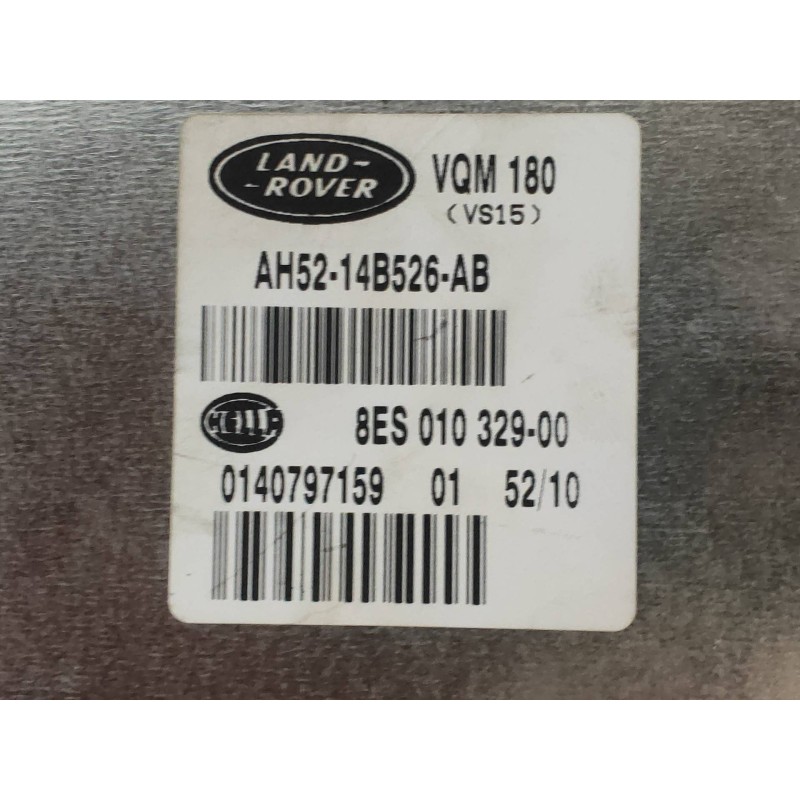 LAND-
-ROVER
VQM 180
(VS15)
AH52-14B526-AB
HELLA
8ES 010 329-00
0140797159 01 52/10